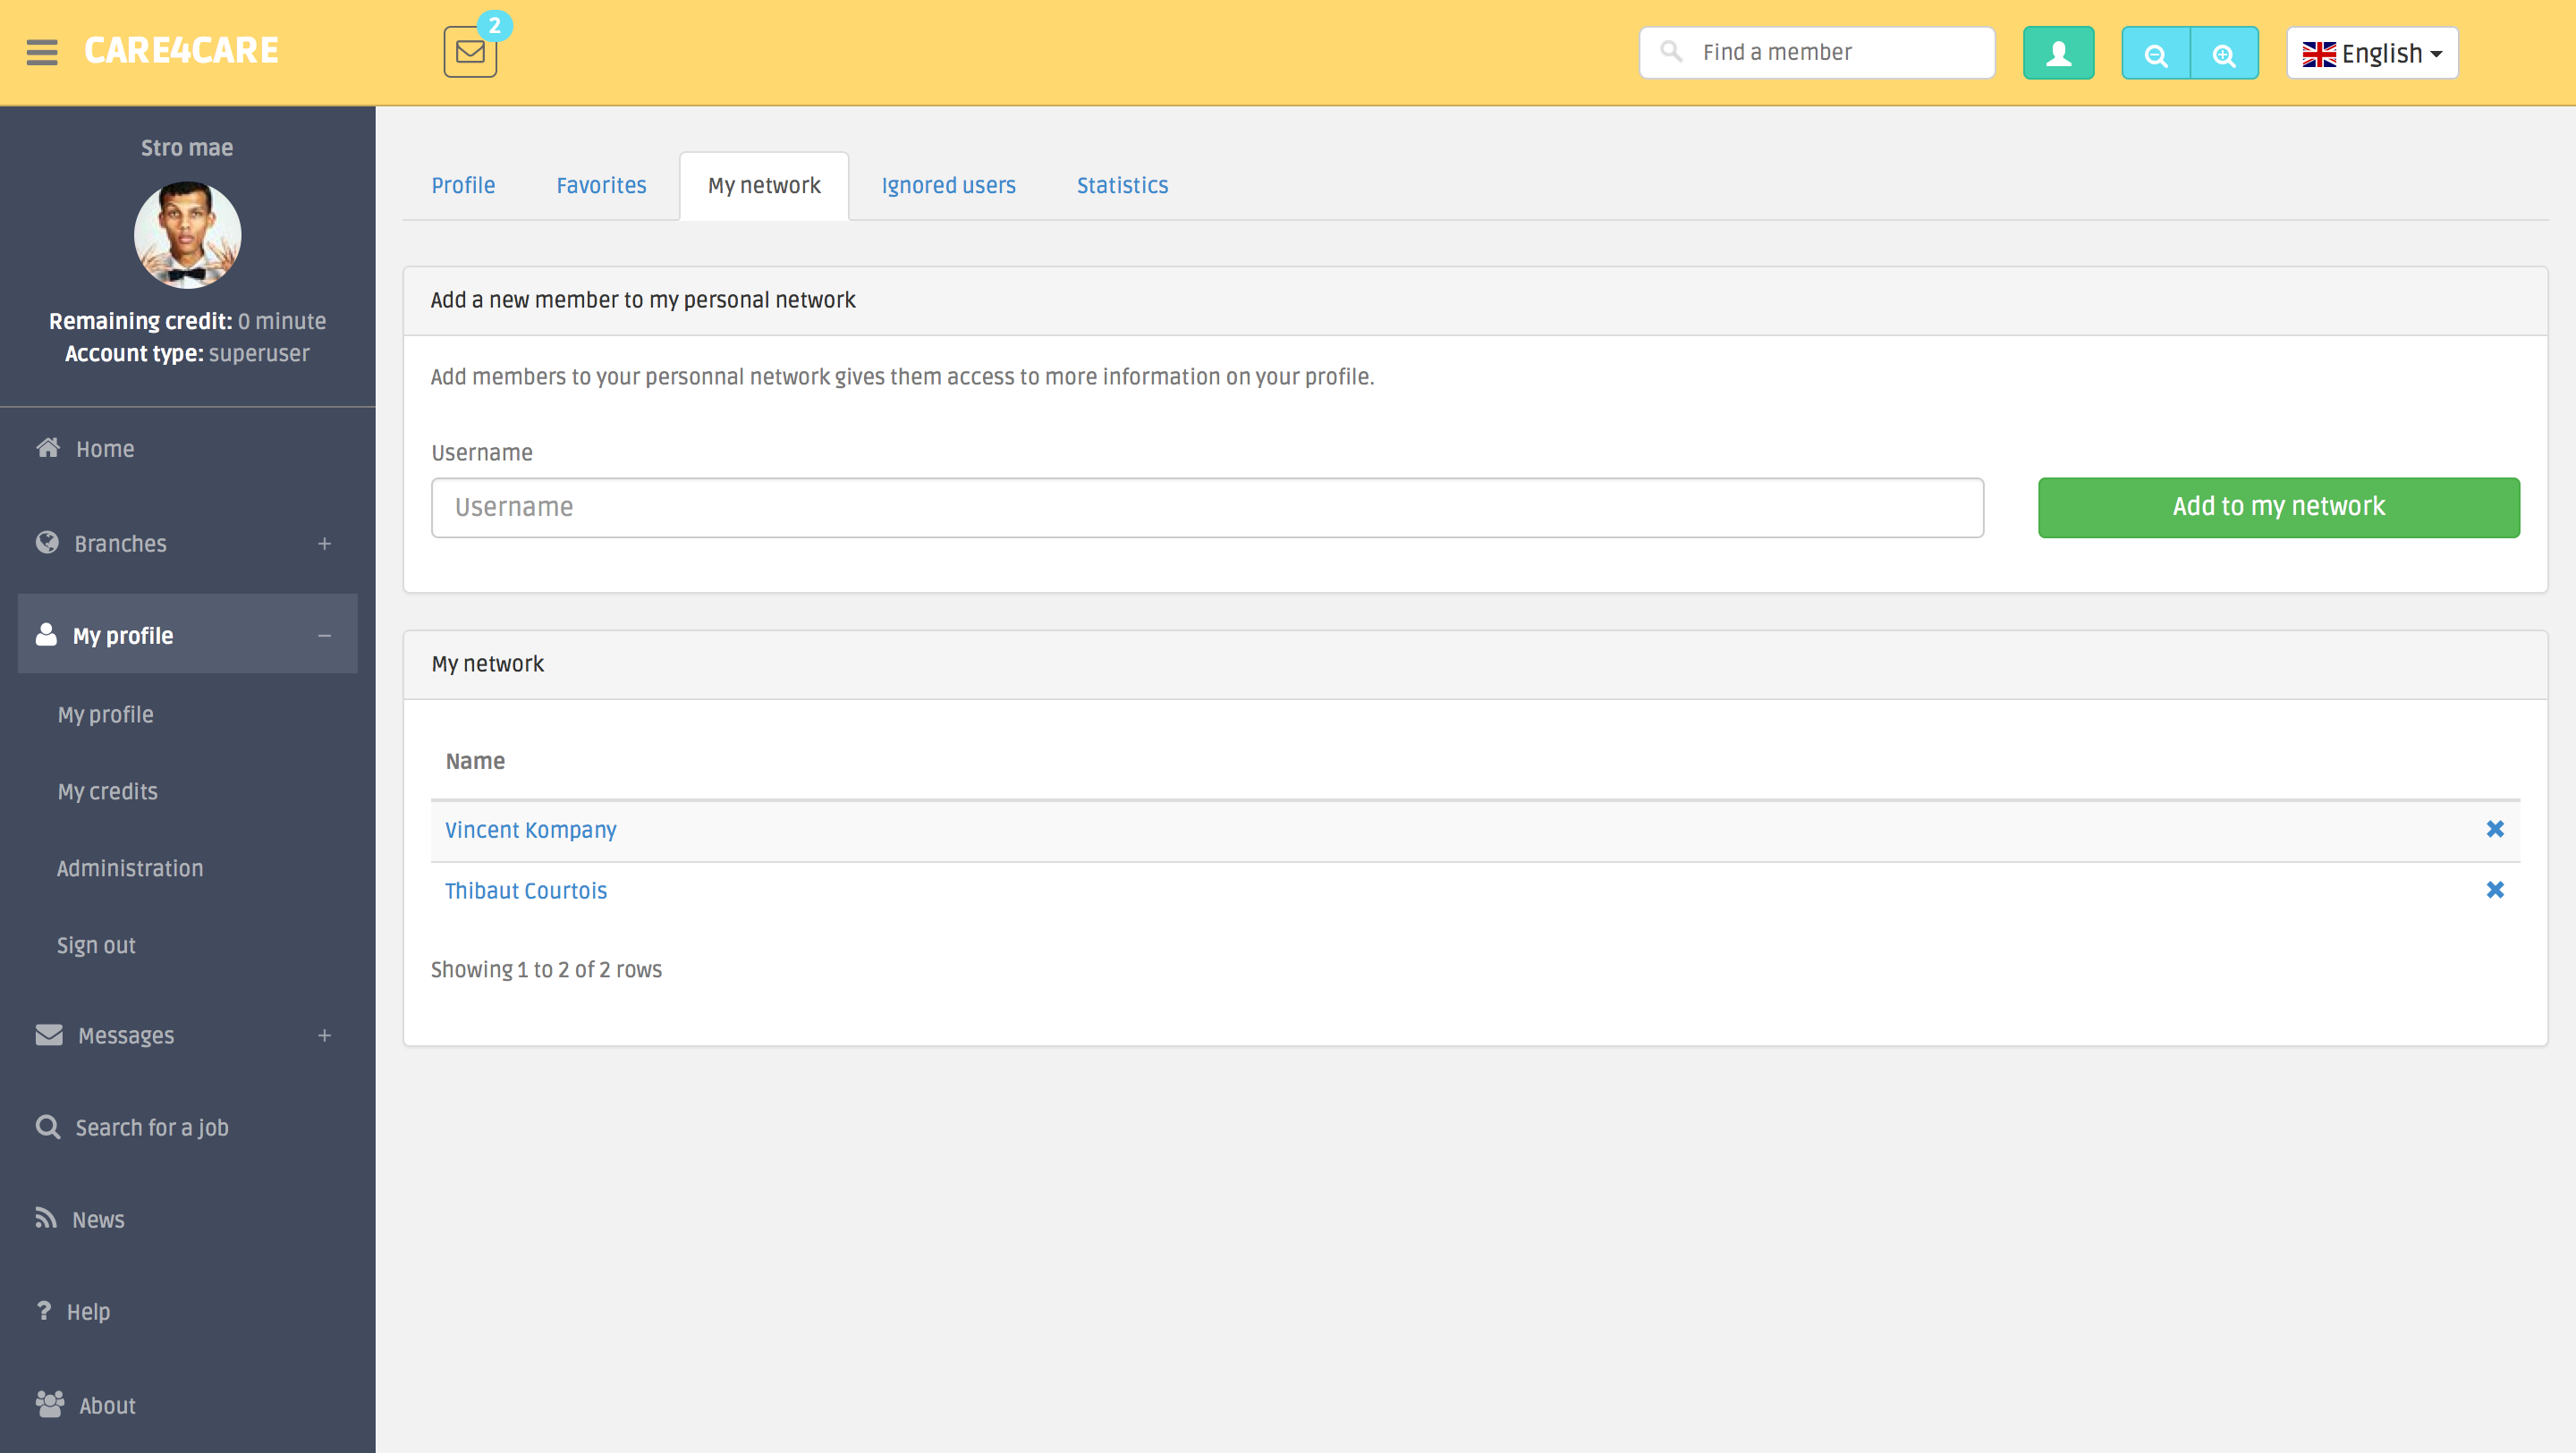 CARE4CARE
2
Find a member
English
Stro mae
Remaining credit: 0 minute
Account type: superuser
Home
Branches +
My profile −
My profile
My credits
Administration
Sign out
Messages +
Search for a job
News
? Help
About
Profile Favorites My network Ignored users Statistics
Add a new member to my personal network
Add members to your personnal network gives them access to more information on your profile.
Username
Username
Add to my network
My network
Name
Vincent Kompany
Thibaut Courtois
Showing 1 to 2 of 2 rows